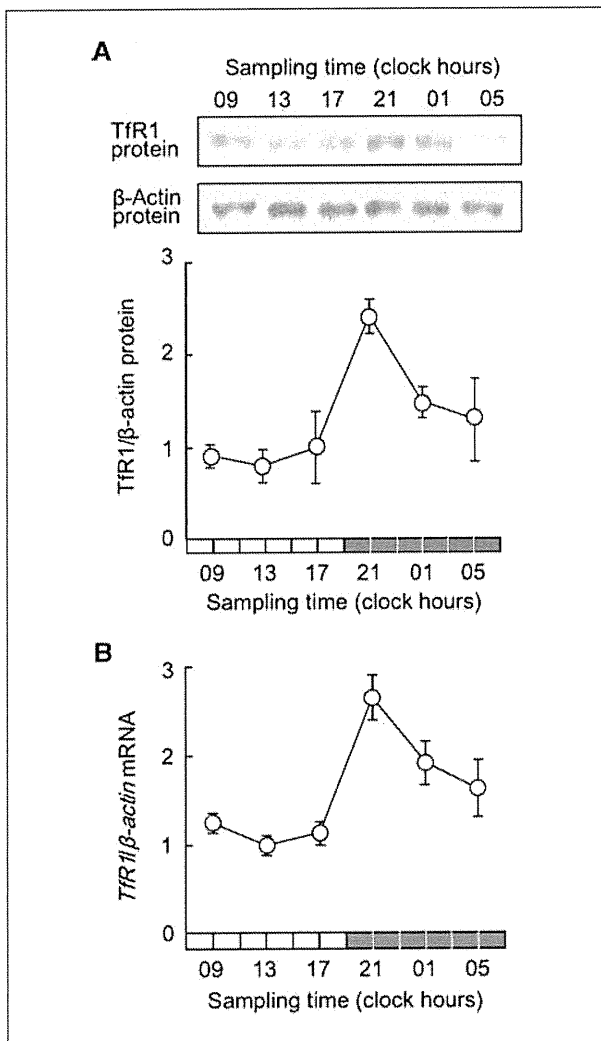 A
Sampling time (clock hours)
09 13 17 21 01 05
TfR1
protein
β-Actin
protein
TfR1/β-actin protein
3
2
1
0
09 13 17 21 01 05
Sampling time (clock hours)
B
TfR1/β-actin mRNA
3
2
1
0
09 13 17 21 01 05
Sampling time (clock hours)